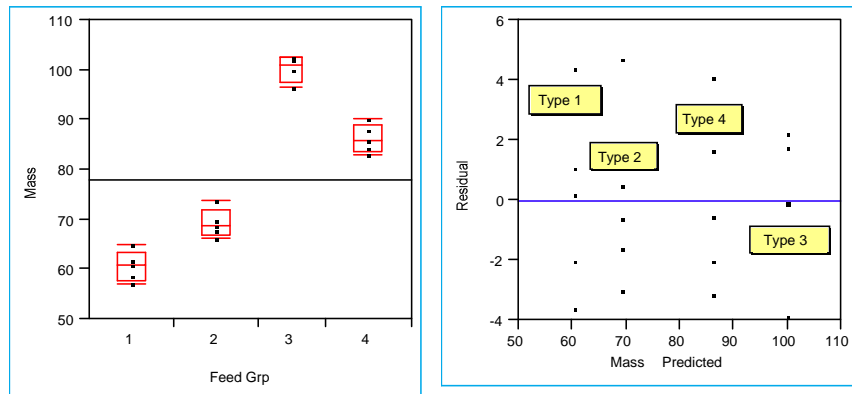 110
100
90
80
70
60
50
Mass
1 2 3 4
Feed Grp
6
4
2
0
-2
-4
Residual
Type 1
Type 2
Type 4
Type 3
50 60 70 80 90 100 110
Mass Predicted